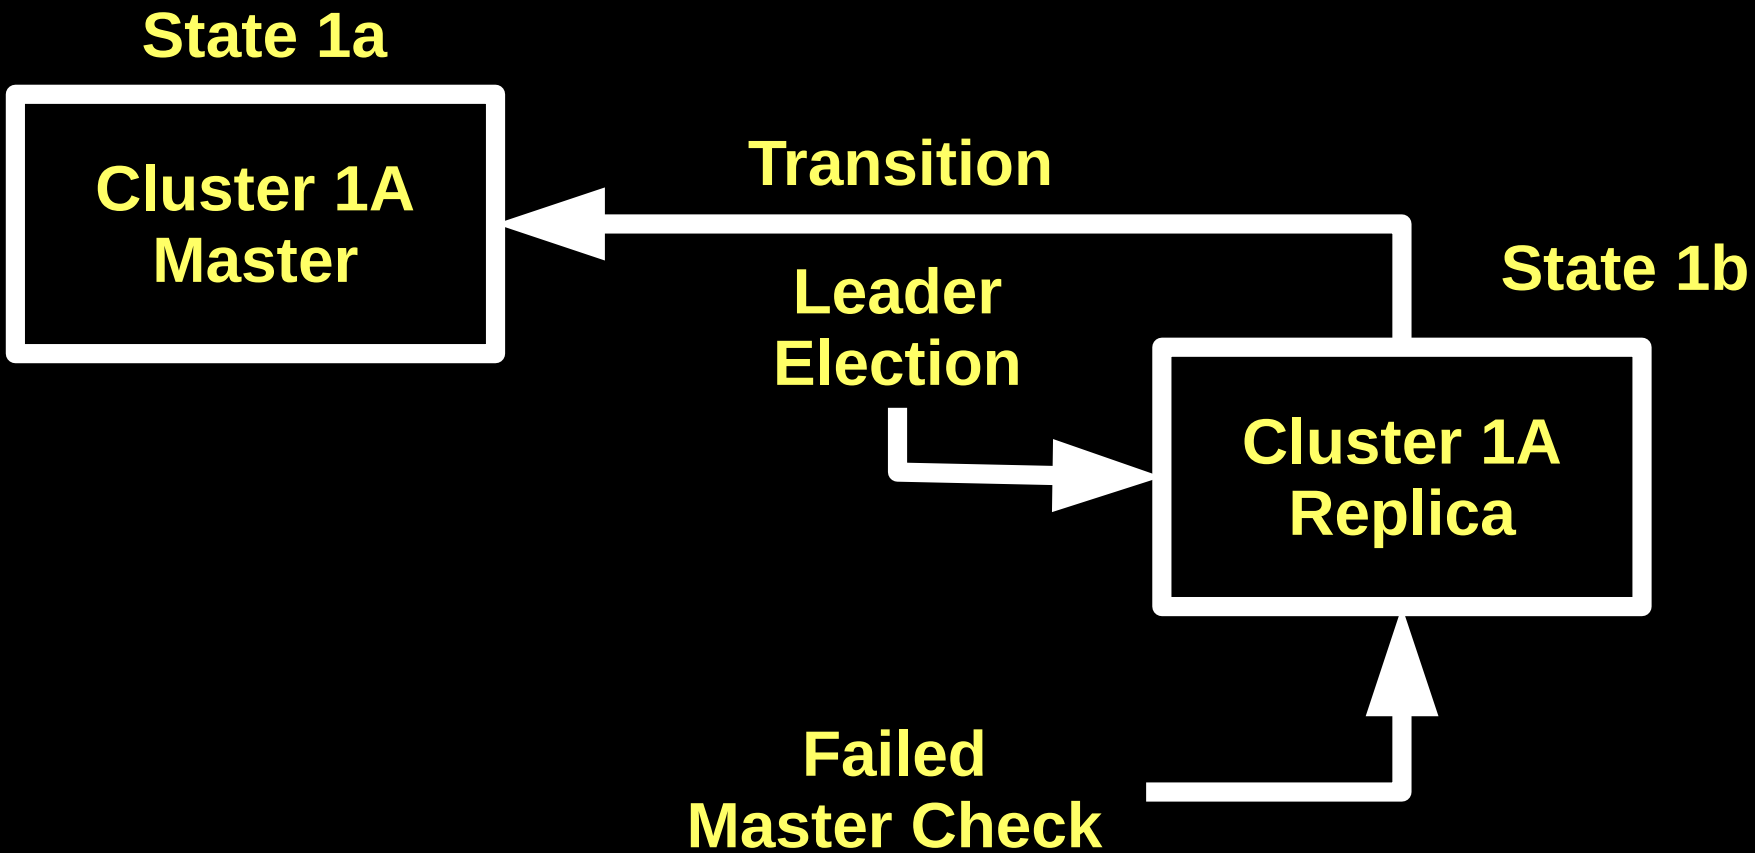 State 1a
Cluster 1A
Master
Transition
State 1b
Leader
Election
Cluster 1A
Replica
Failed
Master Check